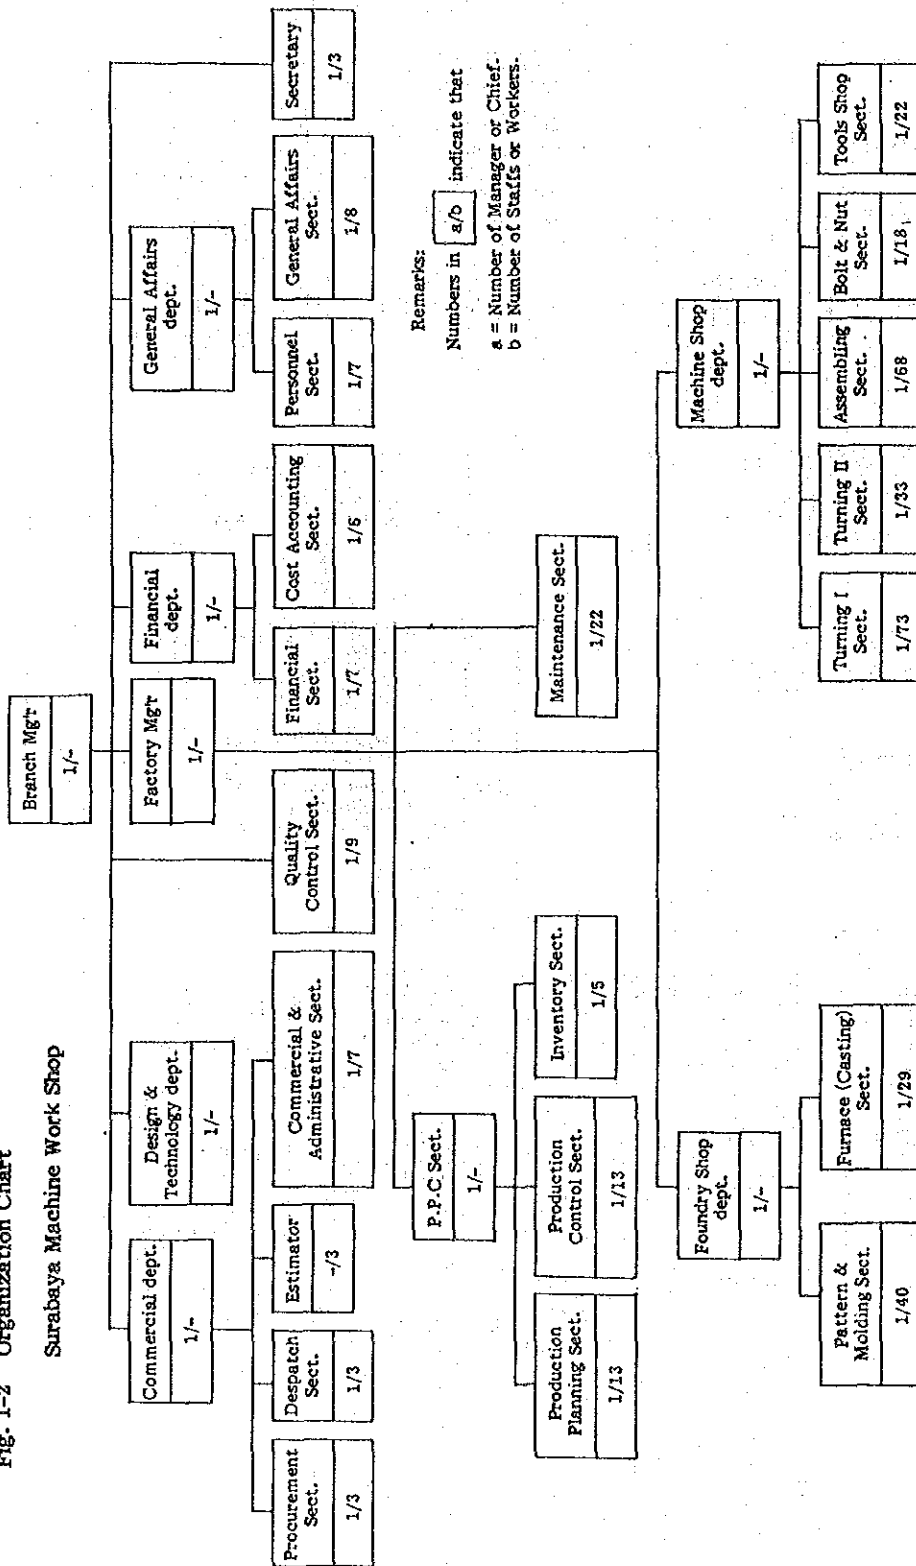 Fig. 1-2 Organization Chart
Surabaya Machine Work Shop
Branch Mg'r
1/-
Commercial dept.
1/-
Design &
Technology dept.
1/-
Factory Mg'r
1/-
Financial
dept.
1/-
General Affairs
dept.
1/-
Procurement
Sect.
1/3
Despatch
Sect.
1/3
Estimator
-/3
Commercial &
Administrative Sect.
1/7
Quality
Control Sect.
1/9
Financial
Sect.
1/7
Cost Accounting
Sect.
1/6
Personnel
Sect.
1/7
General Affairs
Sect.
1/8
Secretary
1/3
Remarks:
Numbers in a/b indicate that
a = Number of Manager or Chief.
b = Number of Staffs or Workers.
P.P.C Sect.
1/-
Production
Planning Sect.
1/13
Production
Control Sect.
1/13
Inventory Sect.
1/5
Maintenance Sect.
1/22
Foundry Shop
dept.
1/-
Machine Shop
dept.
1/-
Pattern &
Molding Sect.
1/40
Furnace (Casting)
Sect.
1/29
Turning I
Sect.
1/73
Turning II
Sect.
1/33
Assembling
Sect.
1/68
Bolt & Nut
Sect.
1/18
Tools Shop
Sect.
1/22